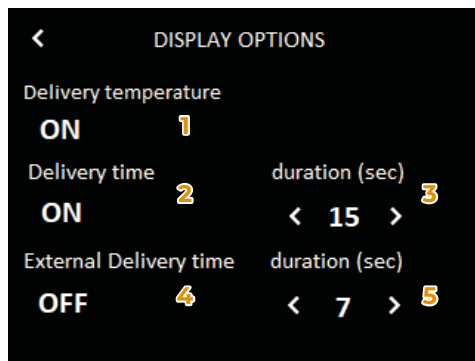 < DISPLAY OPTIONS
Delivery temperature
ON 1
Delivery time duration (sec)
2 3
ON < 15 >
External Delivery time duration (sec)
OFF 4 < 7 > 5